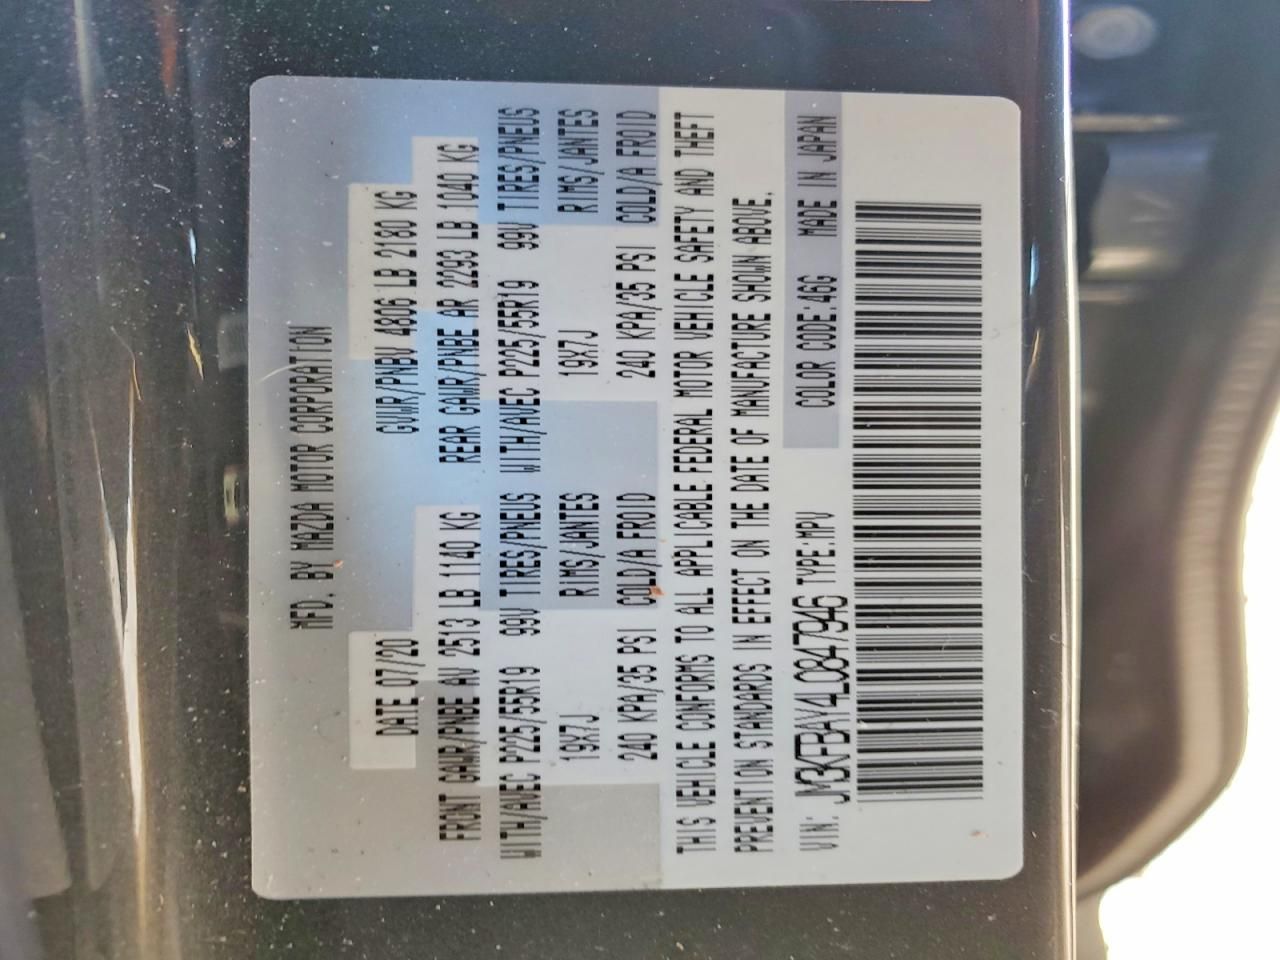 MFD. BY MAZDA MOTOR CORPORATION
DATE 07/20 GVWR/PNBV 4806 LB 2180 KG
FRONT GAWR/PNBE AV 2513 LB 1140 KG REAR GAWR/PNBE AR 2293 LB 1040 KG
WITH/AVEC P225/55R19 99V TIRES/PNEUS WITH/AVEC P225/55R19 99V TIRES/PNEUS
19X7J RIMS/JANTES 19X7J RIMS/JANTES
240 KPA/35 PSI COLD/A FROID 240 KPA/35 PSI COLD/A FROID
THIS VEHICLE CONFORMS TO ALL APPLICABLE FEDERAL MOTOR VEHICLE SAFETY AND THEFT
PREVENTION STANDARDS IN EFFECT ON THE DATE OF MANUFACTURE SHOWN ABOVE.
VIN: JM3KFBAY4L0847946 TYPE:MPV COLOR CODE:46G MADE IN JAPAN